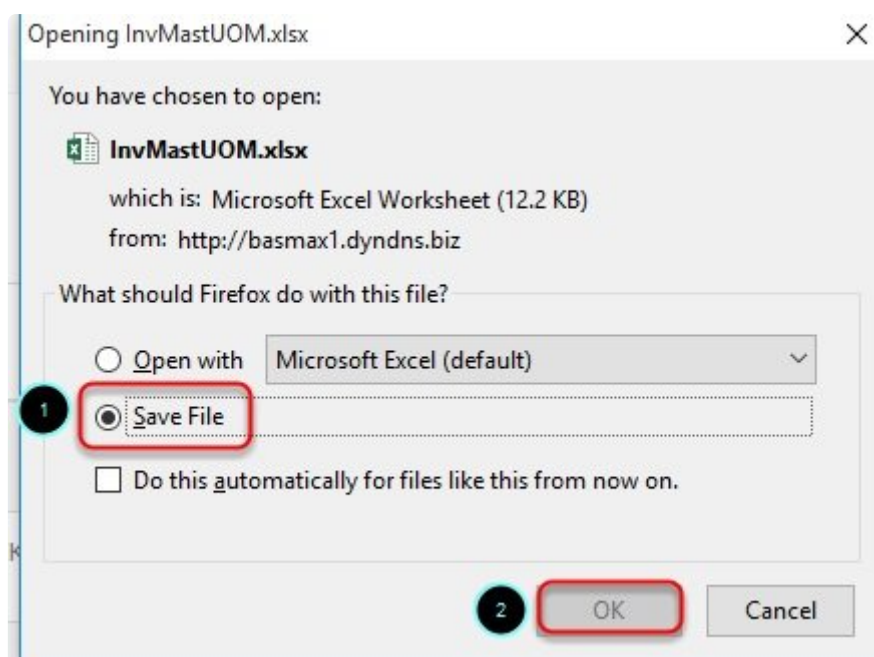 Opening InvMastUOM.xlsx
You have chosen to open:
InvMastUOM.xlsx
which is: Microsoft Excel Worksheet (12.2 KB)
from: http://basmax1.dyndns.biz
What should Firefox do with this file?
Open with Microsoft Excel (default)
1 Save File
Do this automatically for files like this from now on.
K
2 OK Cancel